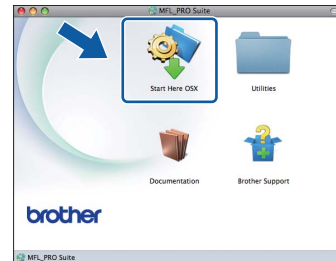 MFL_PRO Suite
Start Here OSX
Utilities
Documentation
Brother Support
brother
MFL_PRO Suite